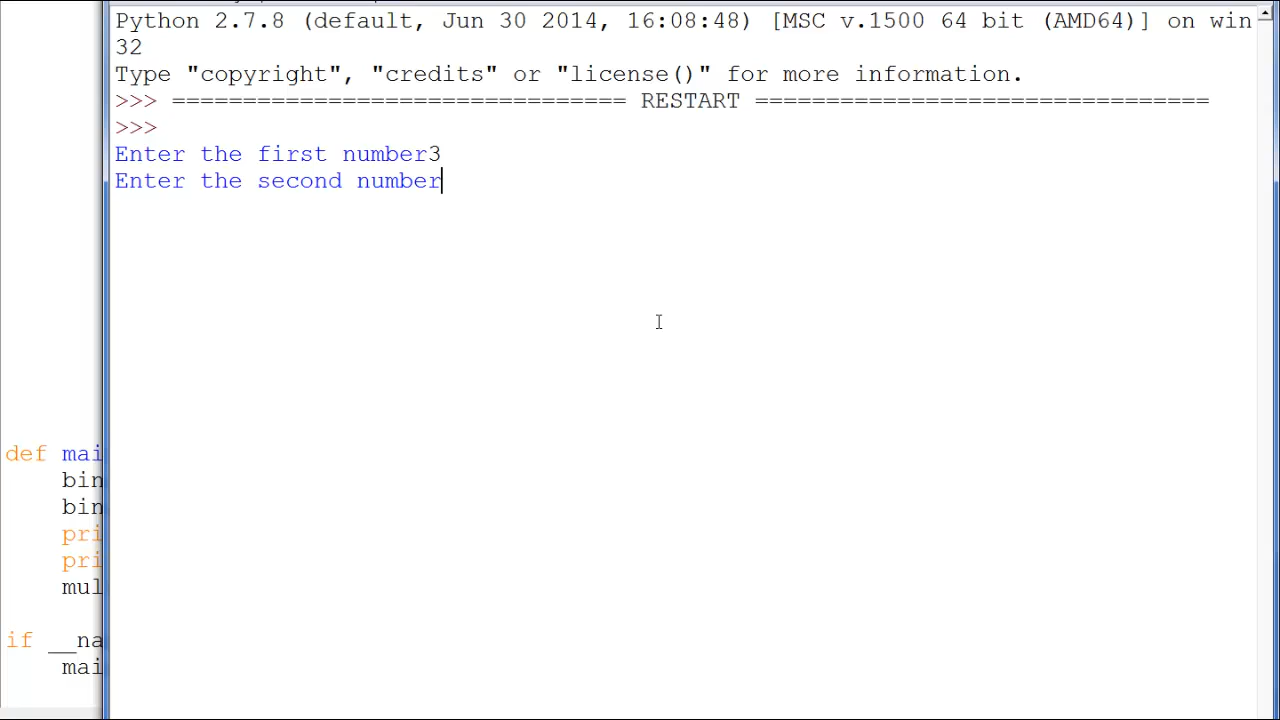 Python 2.7.8 (default, Jun 30 2014, 16:08:48) [MSC v.1500 64 bit (AMD64)] on win
32
Type "copyright", "credits" or "license()" for more information.
>>> ================================ RESTART ================================
>>>
Enter the first number3
Enter the second number
def mai
bin
bin
pri
pri
mul
if __na
mai